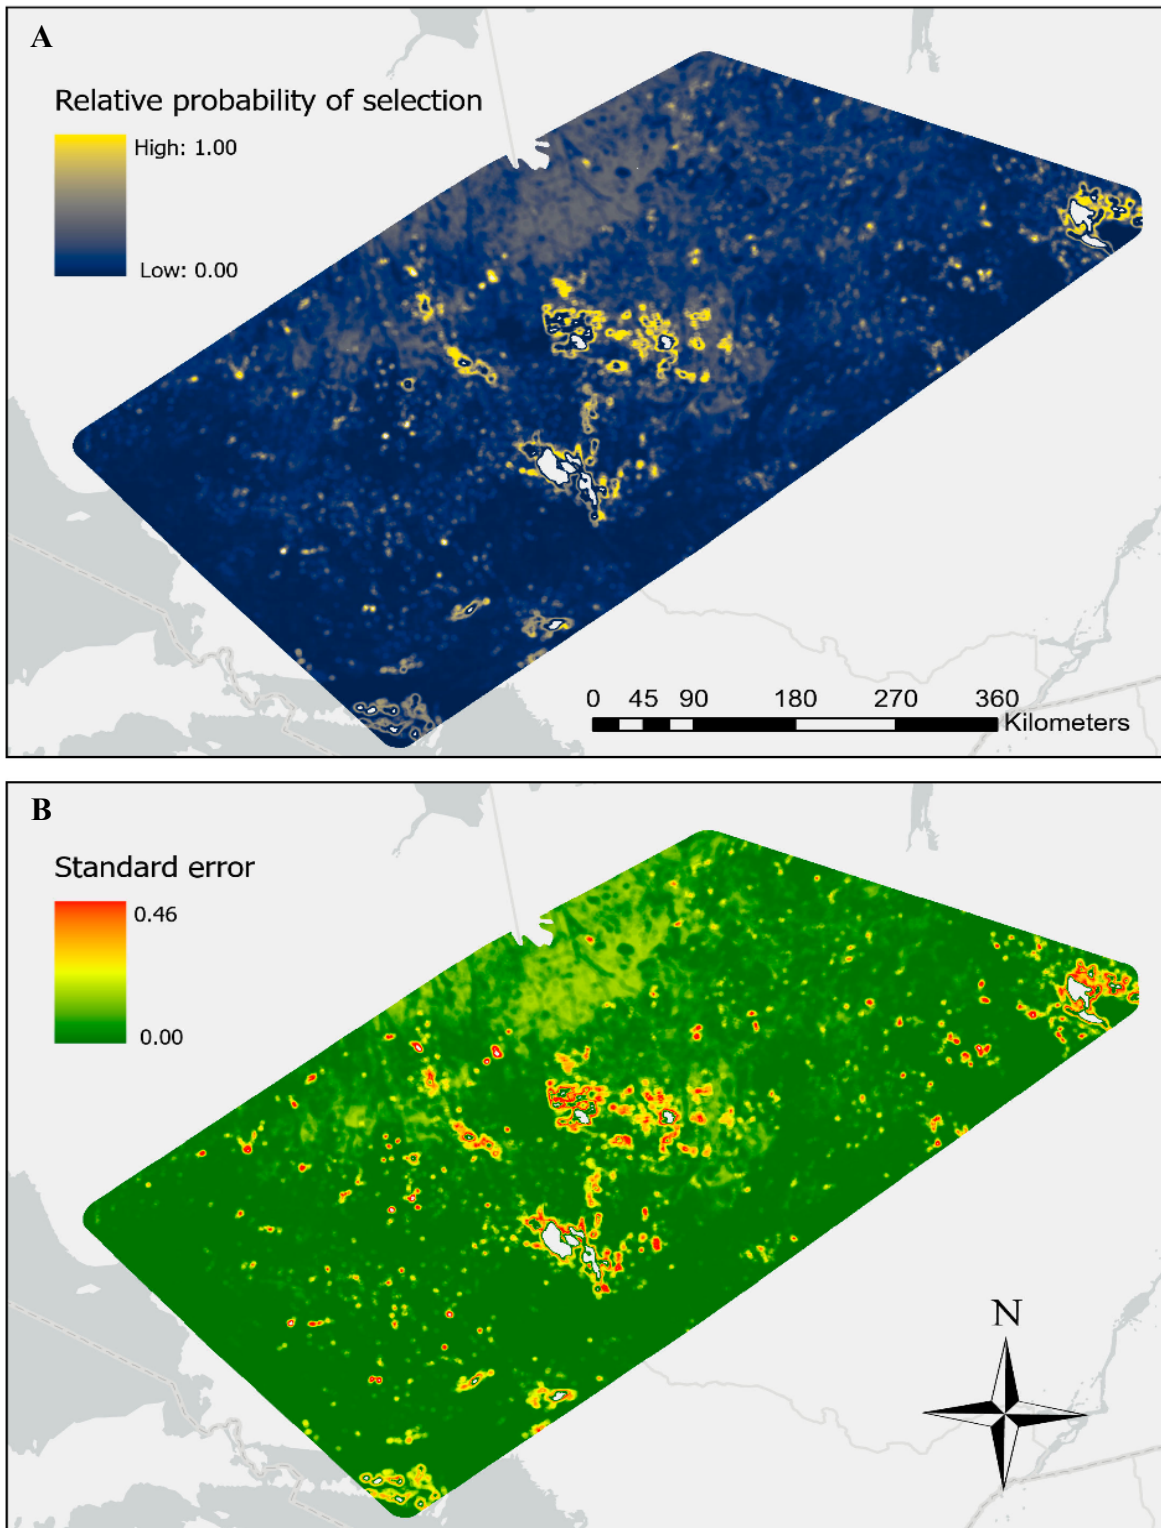 A
Relative probability of selection
High: 1.00
Low: 0.00
0 45 90 180 270 360
Kilometers
B
Standard error
0.46
0.00
N